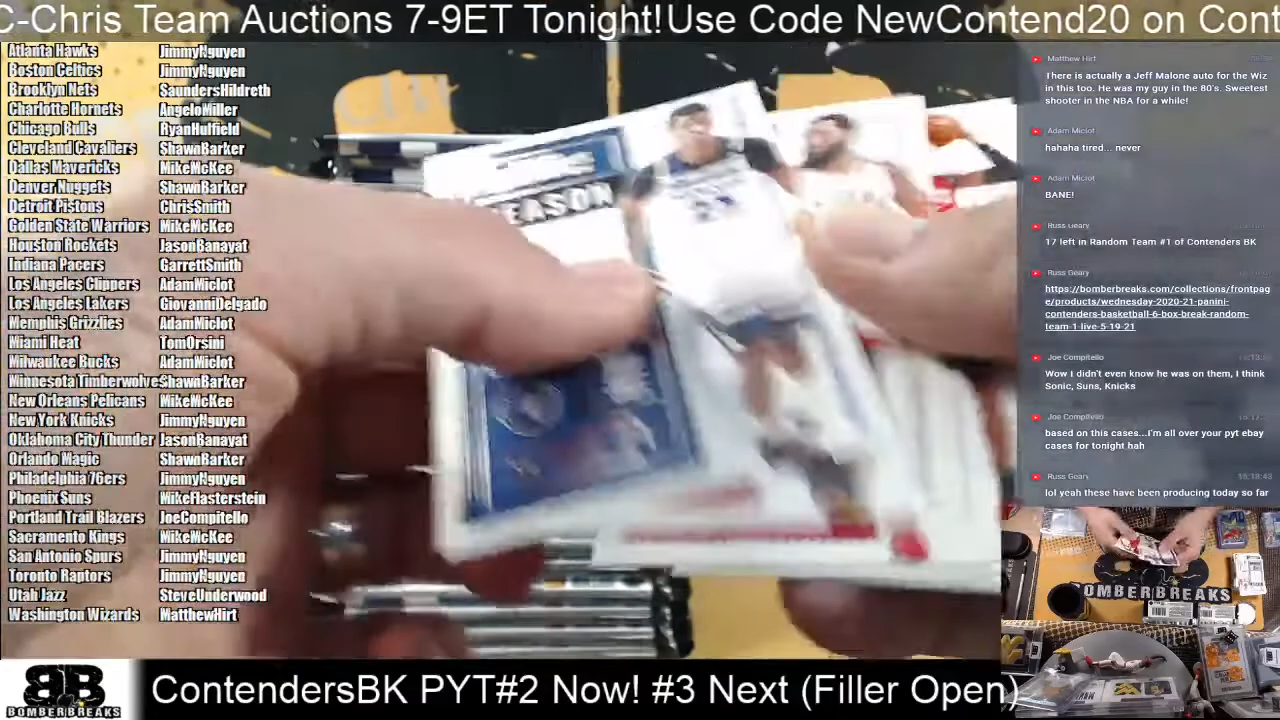 C-Chris Team Auctions 7-9ET Tonight!Use Code NewContend20 on Cont
Atlanta Hawks JimmyNguyen
Boston Celtics JimmyNguyen
Brooklyn Nets SaundersHildreth
Charlotte Hornets AngeloMiller
Chicago Bulls RyanHuffield
Cleveland Cavaliers ShawnBarker
Dallas Mavericks MikeMcKee
Denver Nuggets ShawnBarker
Detroit Pistons ChrisSmith
Golden State Warriors MikeMcKee
Houston Rockets JasonBanayat
Indiana Pacers GarrettSmith
Los Angeles Clippers AdamMiclot
Los Angeles Lakers GiovanniDelgado
Memphis Grizzlies AdamMiclot
Miami Heat TomOrsini
Milwaukee Bucks AdamMiclot
Minnesota Timberwolves ShawnBarker
New Orleans Pelicans MikeMcKee
New York Knicks JimmyNguyen
Oklahoma City Thunder JasonBanayat
Orlando Magic ShawnBarker
Philadelphia 76ers JimmyNguyen
Phoenix Suns MikeFlasterstein
Portland Trail Blazers JoeCompitello
Sacramento Kings MikeMcKee
San Antonio Spurs JimmyNguyen
Toronto Raptors JimmyNguyen
Utah Jazz SteveUnderwood
Washington Wizards MatthewHirt
EASON
Matthew Hirt
There is actually a Jeff Malone auto for the Wiz
in this too. He was my guy in the 80's. Sweetest
shooter in the NBA for a while!
Adam Miclot
hahaha tired... never
Adam Miclot
BANE!
Russ Geary
17 left in Random Team #1 of Contenders BK
Russ Geary
https://bomberbreaks.com/collections/frontpag
e/products/wednesday-2020-21-panini-
contenders-basketball-6-box-break-random-
team-1-live-5-19-21
Joe Compitello
Wow I didn't even know he was on them, I think
Sonic, Suns, Knicks
Joe Compitello
based on this cases...I'm all over your pyt ebay
cases for tonight hah
Russ Geary
lol yeah these have been producing today so far
BOMBERBREAKS
BB
BOMBERBREAKS
ContendersBK PYT#2 Now! #3 Next (Filler Open)